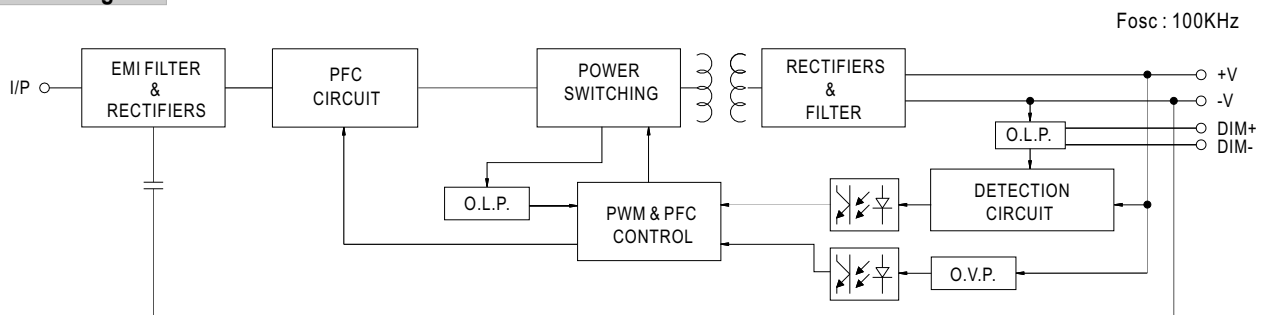 Fosc : 100KHz
I/P
EMI FILTER
&
RECTIFIERS
PFC
CIRCUIT
POWER
SWITCHING
RECTIFIERS
&
FILTER
+V
-V
DIM+
DIM-
O.L.P.
O.L.P.
PWM & PFC
CONTROL
DETECTION
CIRCUIT
O.V.P.